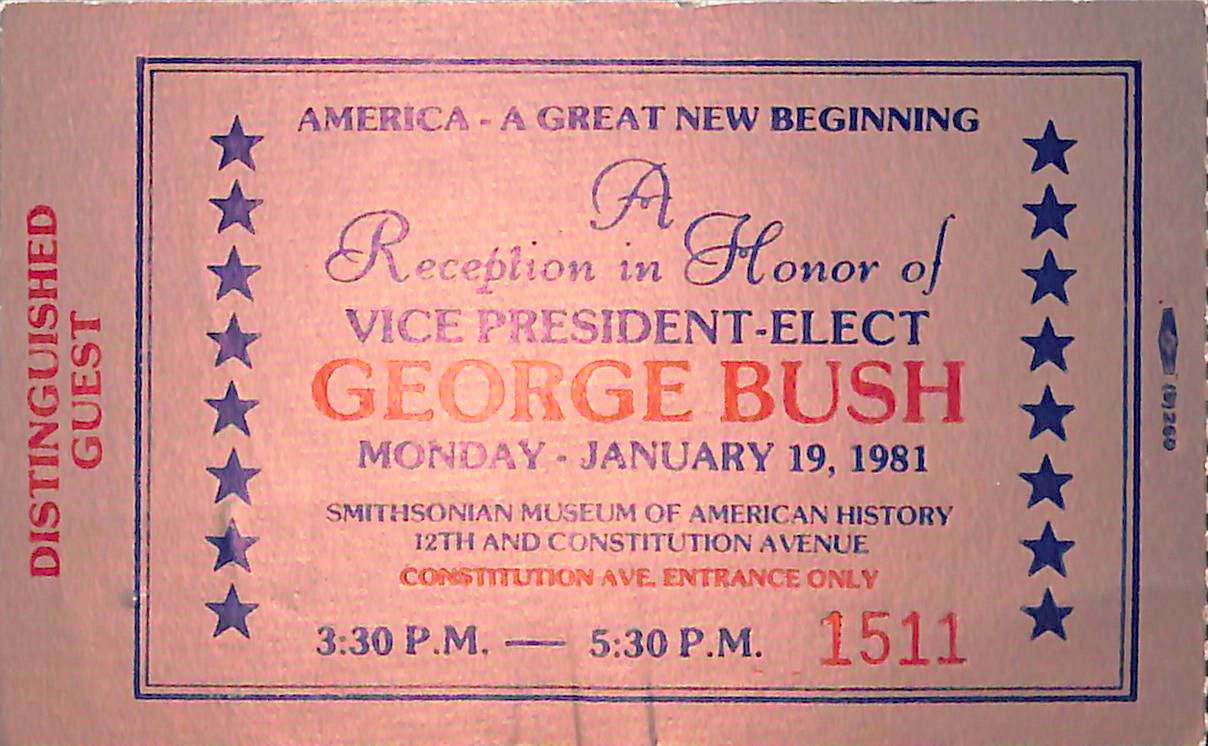 AMERICA - A GREAT NEW BEGINNING
A
Reception in Honor of
VICE PRESIDENT-ELECT
GEORGE BUSH
MONDAY - JANUARY 19, 1981
SMITHSONIAN MUSEUM OF AMERICAN HISTORY
12TH AND CONSTITUTION AVENUE
CONSTITUTION AVE. ENTRANCE ONLY
3:30 P.M. — 5:30 P.M. 1511
DISTINGUISHED
GUEST